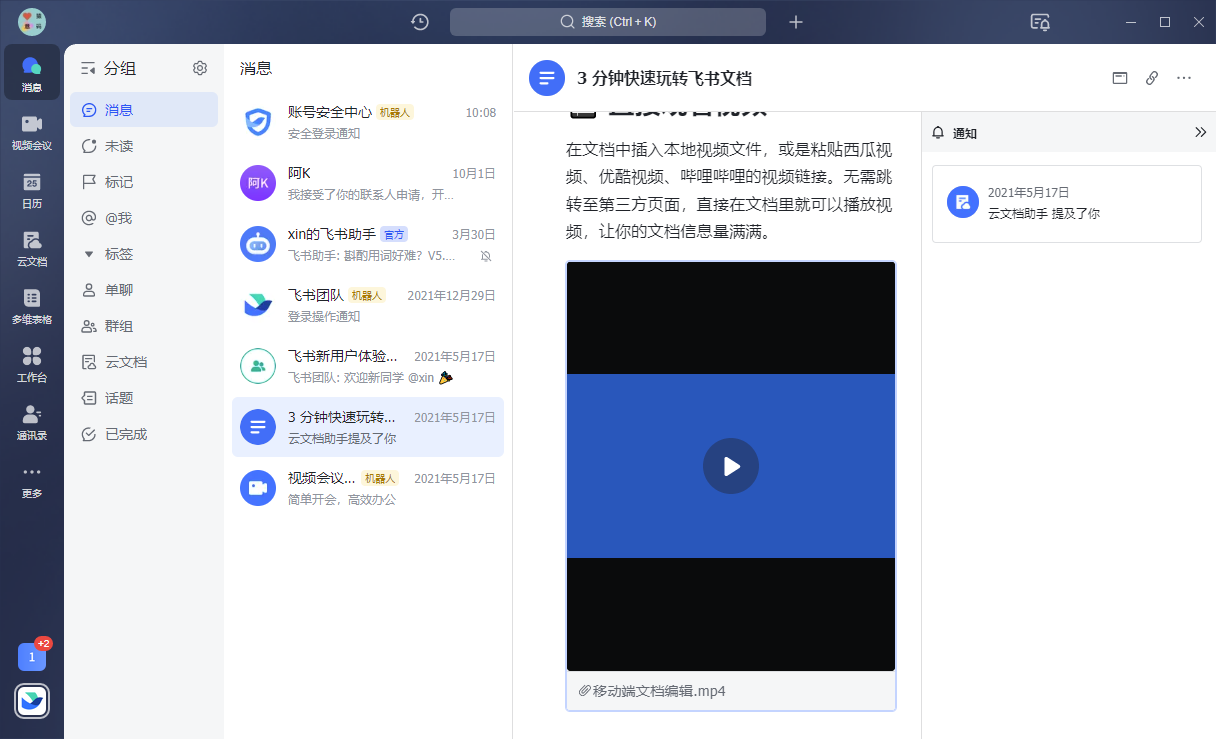 搜索 (Ctrl + K)
消息
视频会议
25
日历
云文档
多维表格
工作台
通讯录
更多
+2
1
分组
消息
未读
标记
@我
标签
单聊
群组
云文档
话题
已完成
消息
账号安全中心 机器人 10:08
安全登录通知
阿K
阿K 10月1日
我接受了你的联系人申请，开...
xin的飞书助手 官方 3月30日
飞书助手: 斟酌用词好难？V5....
飞书团队 机器人 2021年12月29日
登录操作通知
飞书新用户体验... 2021年5月17日
飞书团队: 欢迎新同学 @xin
3 分钟快速玩转... 2021年5月17日
云文档助手提及了你
视频会议... 机器人 2021年5月17日
简单开会，高效办公
3 分钟快速玩转飞书文档
直接观看视频
在文档中插入本地视频文件，或是粘贴西瓜视
频、优酷视频、哔哩哔哩的视频链接。无需跳
转至第三方页面，直接在文档里就可以播放视
频，让你的文档信息量满满。
移动端文档编辑.mp4
通知
2021年5月17日
云文档助手 提及了你